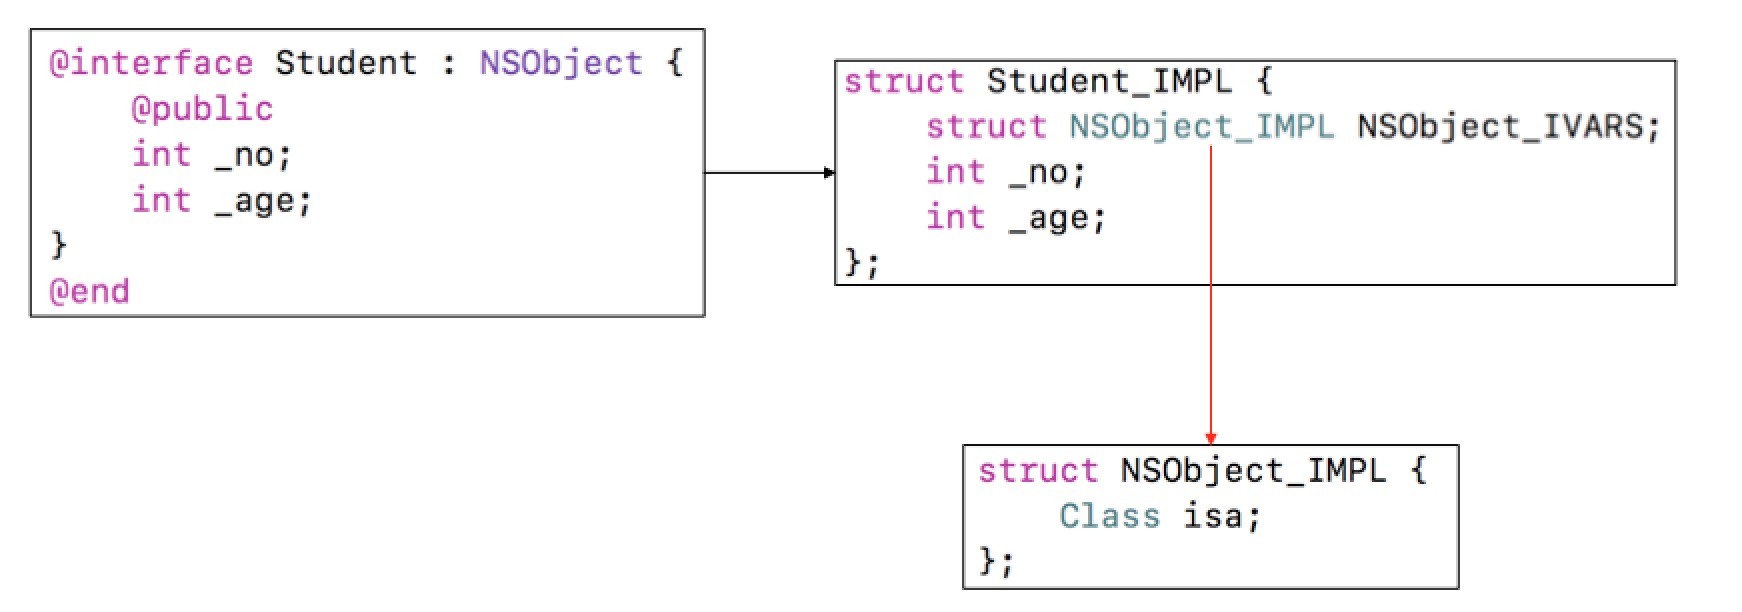 @interface Student : NSObject {
    @public
    int _no;
    int _age;
}
@end
struct Student_IMPL {
    struct NSObject_IMPL NSObject_IVARS;
    int _no;
    int _age;
};
struct NSObject_IMPL {
    Class isa;
};